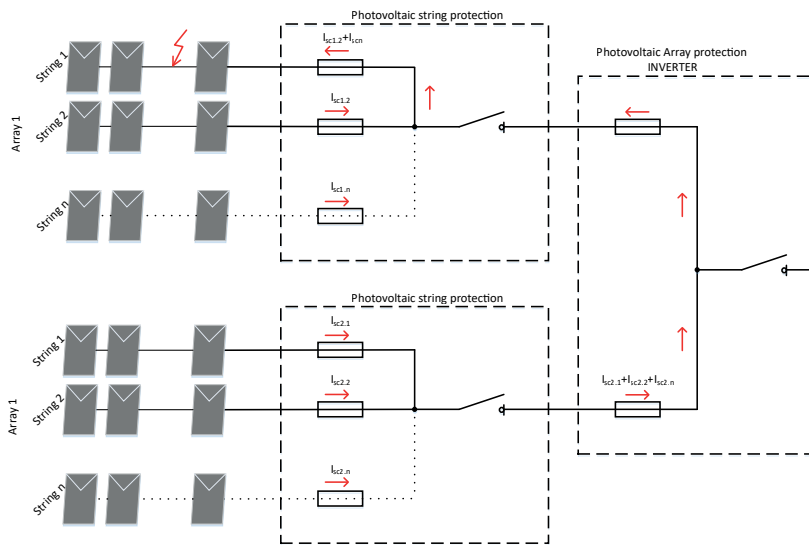 Photovoltaic string protection
Isc1.2+Iscn
String 1
Isc1.2
String 2
Array 1
Isc1.n
String n
Photovoltaic Array protection
INVERTER
Photovoltaic string protection
Isc2.1
String 1
Isc2.2
String 2
Array 1
Isc2.n
String n
Isc2.1+Isc2.2+Isc2.n